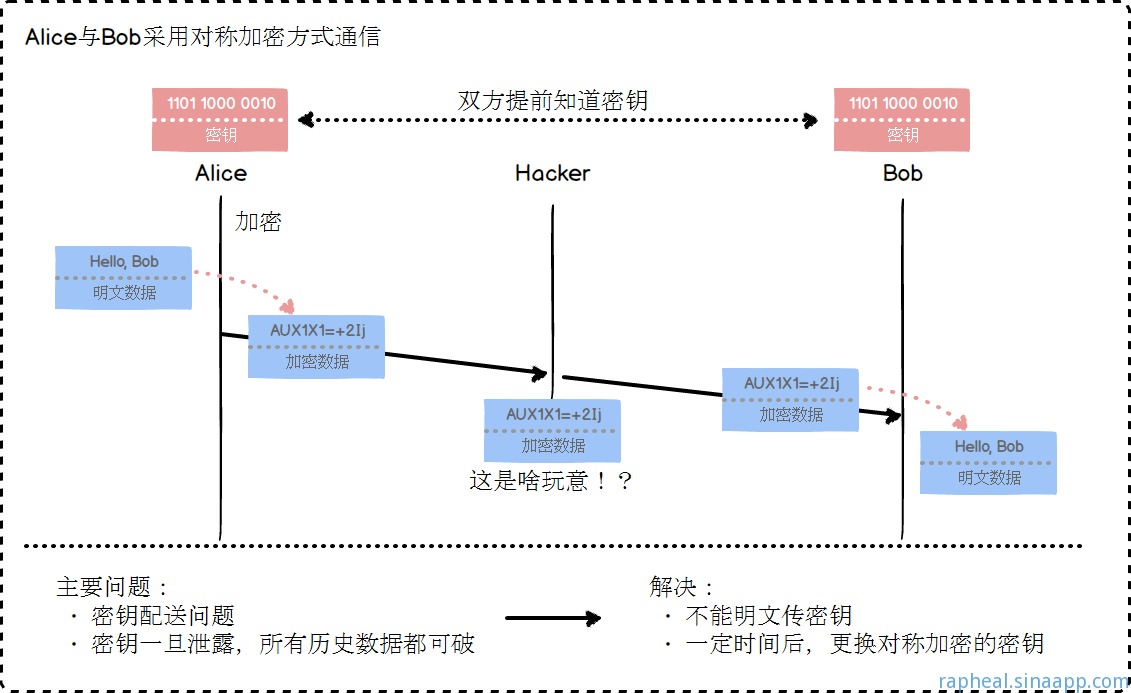 Alice与Bob采用对称加密方式通信
1101 1000 0010
密钥
双方提前知道密钥
1101 1000 0010
密钥
Alice
Hacker
Bob
加密
Hello, Bob
明文数据
AUX1X1=+2Ij
加密数据
AUX1X1=+2Ij
加密数据
AUX1X1=+2Ij
加密数据
Hello, Bob
明文数据
这是啥玩意！？
主要问题：
· 密钥配送问题
· 密钥一旦泄露，所有历史数据都可破
解决：
· 不能明文传密钥
· 一定时间后，更换对称加密的密钥
rapheal.sinaapp.com